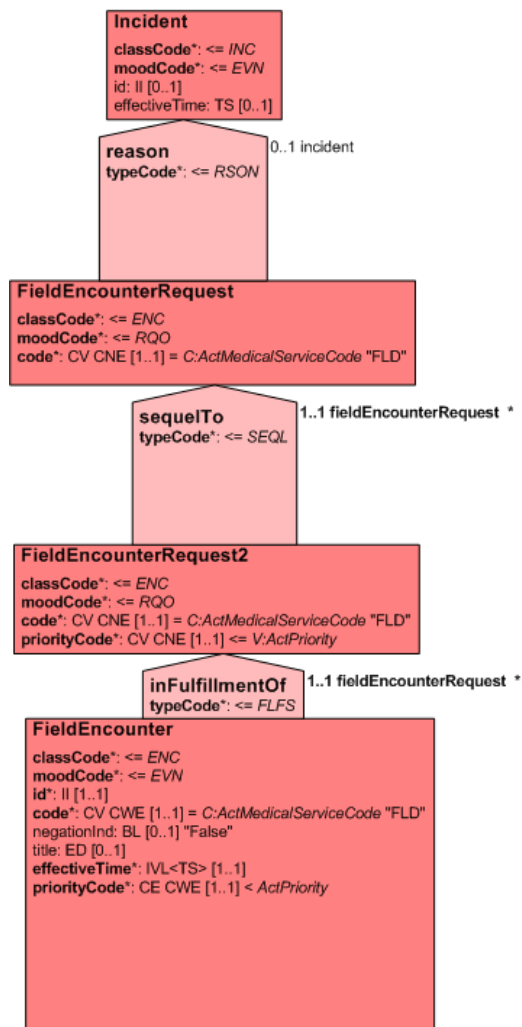 Incident
classCode*: <= INC
moodCode*: <= EVN
id: II [0..1]
effectiveTime: TS [0..1]
reason
0..1 incident
typeCode*: <= RSON
FieldEncounterRequest
classCode*: <= ENC
moodCode*: <= RQO
code*: CV CNE [1..1] = C:ActMedicalServiceCode "FLD"
sequelTo
1..1 fieldEncounterRequest *
typeCode*: <= SEQL
FieldEncounterRequest2
classCode*: <= ENC
moodCode*: <= RQO
code*: CV CNE [1..1] = C:ActMedicalServiceCode "FLD"
priorityCode*: CV CNE [1..1] <= V:ActPriority
inFulfillmentOf
1..1 fieldEncounterRequest *
typeCode*: <= FLFS
FieldEncounter
classCode*: <= ENC
moodCode*: <= EVN
id*: II [1..1]
code*: CV CWE [1..1] = C:ActMedicalServiceCode "FLD"
negationInd: BL [0..1] "False"
title: ED [0..1]
effectiveTime*: IVL<TS> [1..1]
priorityCode*: CE CWE [1..1] < ActPriority